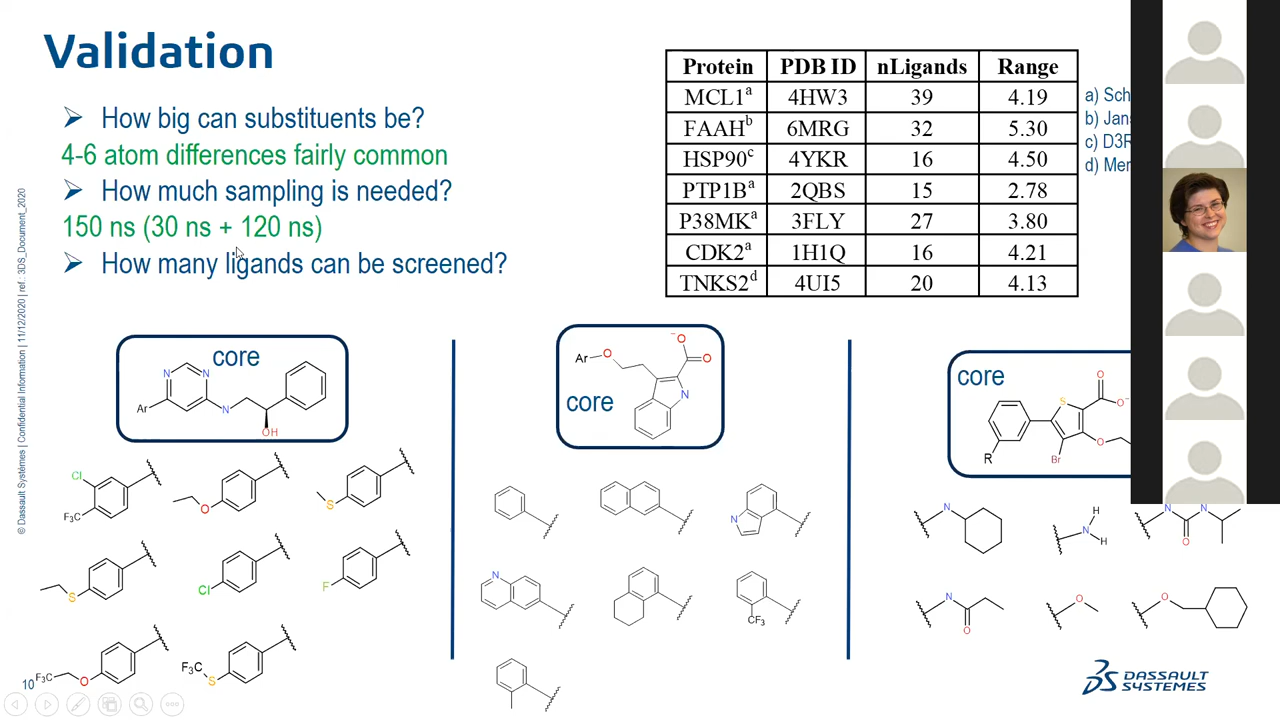 Validation
➢ How big can substituents be?
4-6 atom differences fairly common
➢ How much sampling is needed?
150 ns (30 ns + 120 ns)
➢ How many ligands can be screened?
Protein PDB ID nLigands Range
MCL1a 4HW3 39 4.19
FAAHb 6MRG 32 5.30
HSP90c 4YKR 16 4.50
PTP1Ba 2QBS 15 2.78
P38MKa 3FLY 27 3.80
CDK2a 1H1Q 16 4.21
TNKS2d 4UI5 20 4.13
a) Sch
b) Jans
c) D3R
d) Mer
© Dassault Systèmes | Confidential Information | 11/12/2020 | ref.: 3DS_Document_2020
core
N N
Ar N
OH
Cl
F3C
O
S
S
Cl
F
F3C O
F3C
S
core
Ar O
O-
O
N
N
N
CF3
core
S O
O-
O
Br
R
N
N H
H
N N
O
N
O
O
O
10
DASSAULT
SYSTEMES